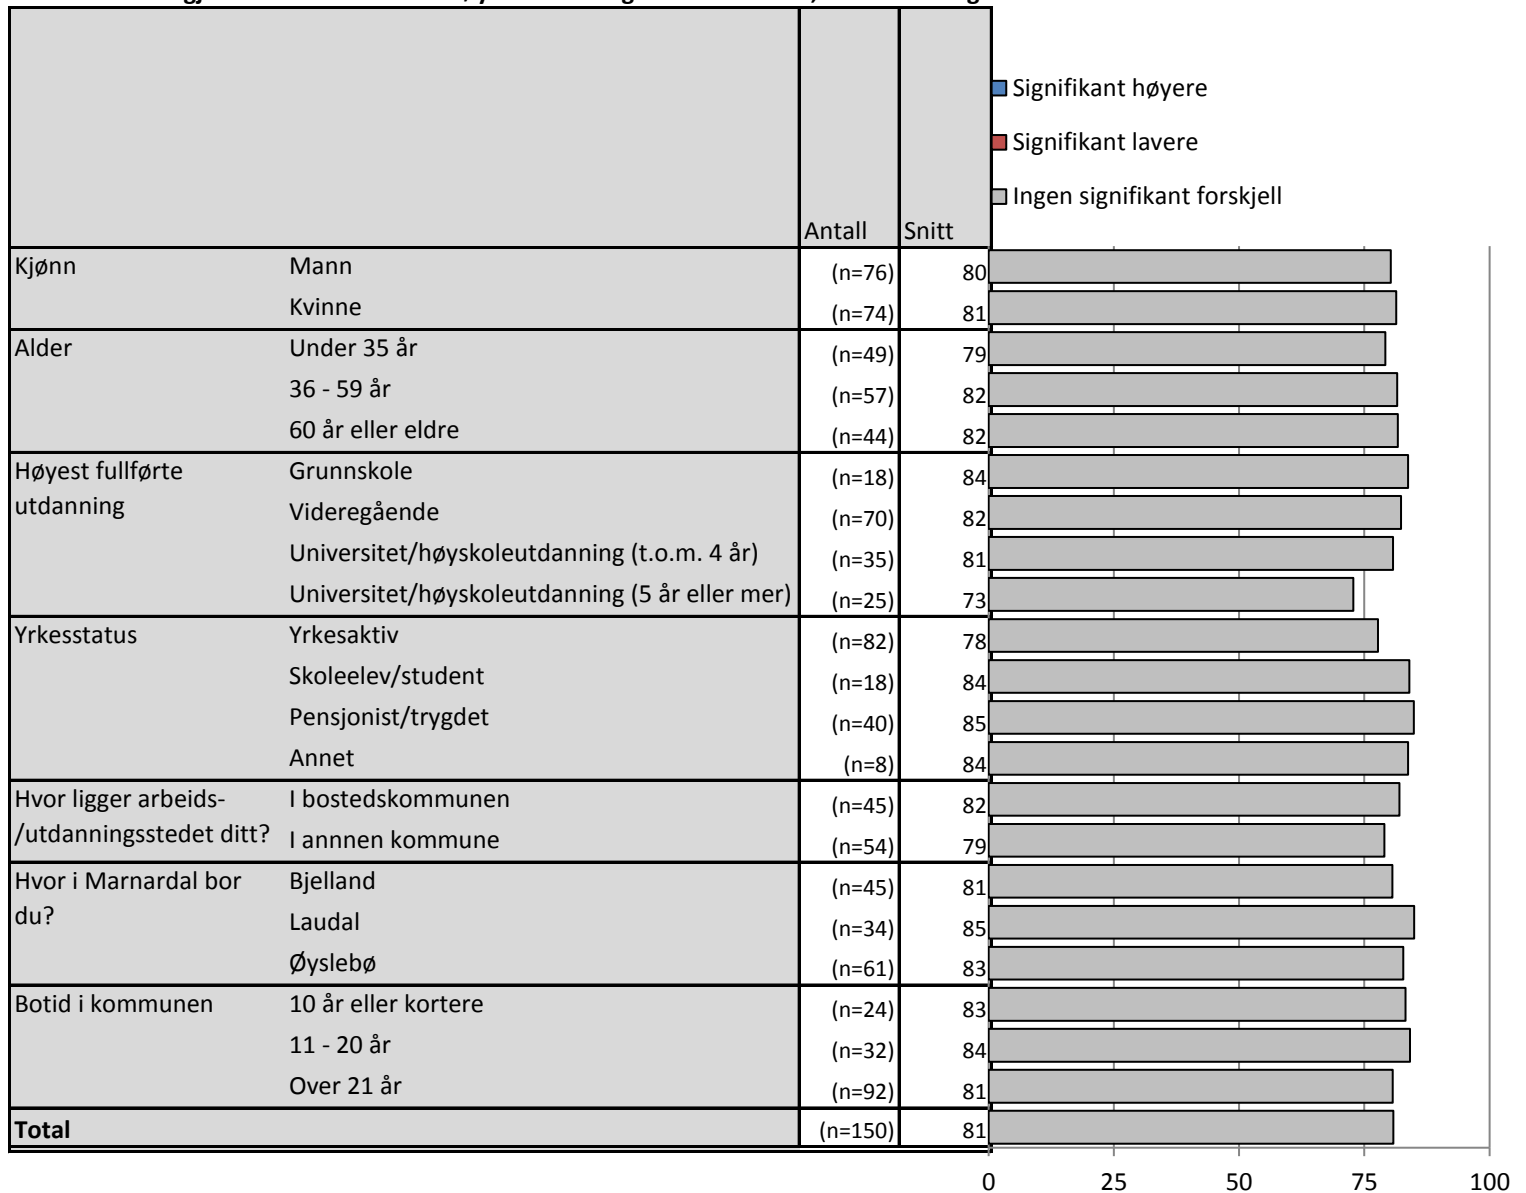 Signifikant høyere
Signifikant lavere
Ingen signifikant forskjell
Antall Snitt
Kjønn Mann (n=76) 80
Kvinne (n=74) 81
Alder Under 35 år (n=49) 79
36 - 59 år (n=57) 82
60 år eller eldre (n=44) 82
Høyest fullførte Grunnskole (n=18) 84
utdanning Videregående (n=70) 82
Universitet/høyskoleutdanning (t.o.m. 4 år) (n=35) 81
Universitet/høyskoleutdanning (5 år eller mer) (n=25) 73
Yrkesstatus Yrkesaktiv (n=82) 78
Skoleelev/student (n=18) 84
Pensjonist/trygdet (n=40) 85
Annet (n=8) 84
Hvor ligger arbeids- I bostedskommunen (n=45) 82
/utdanningsstedet ditt? I annnen kommune (n=54) 79
Hvor i Marnardal bor Bjelland (n=45) 81
du? Laudal (n=34) 85
Øyslebø (n=61) 83
Botid i kommunen 10 år eller kortere (n=24) 83
11 - 20 år (n=32) 84
Over 21 år (n=92) 81
Total (n=150) 81
0 25 50 75 100